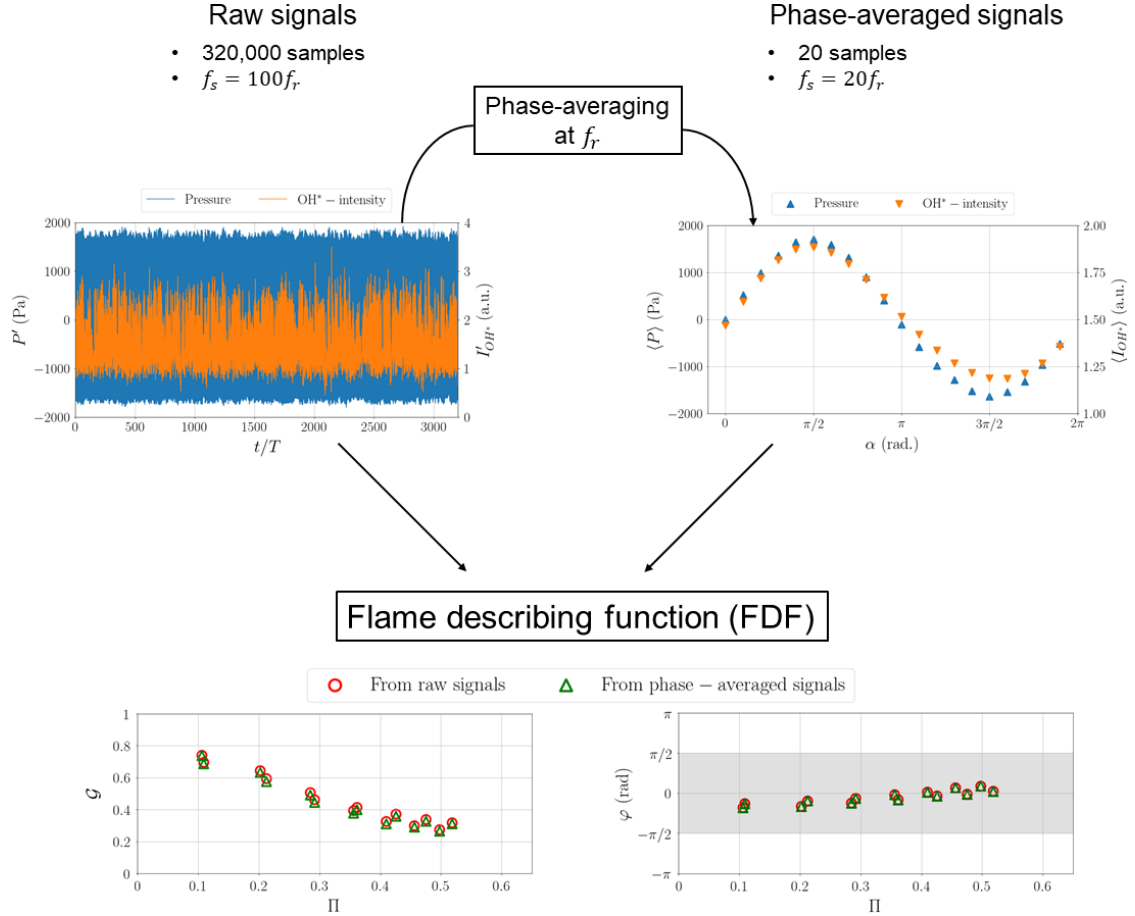 Raw signals
• 320,000 samples
• f_s = 100f_r
Phase-averaged signals
• 20 samples
• f_s = 20f_r
Phase-averaging
at f_r
Pressure OH* − intensity
2000
1000
0
−1000
−2000
P′ (Pa)
4
3
2
1
0
I′_OH* (a.u.)
0 500 1000 1500 2000 2500 3000
t/T
Pressure OH* − intensity
2000
1000
0
−1000
−2000
⟨P⟩ (Pa)
2.00
1.75
1.50
1.25
1.00
⟨I_OH*⟩ (a.u.)
0 π/2 π 3π/2 2π
α (rad.)
Flame describing function (FDF)
From raw signals From phase − averaged signals
1
0.8
0.6
0.4
0.2
0
𝒢
0 0.1 0.2 0.3 0.4 0.5 0.6
Π
π
π/2
0
−π/2
−π
φ (rad)
0 0.1 0.2 0.3 0.4 0.5 0.6
Π